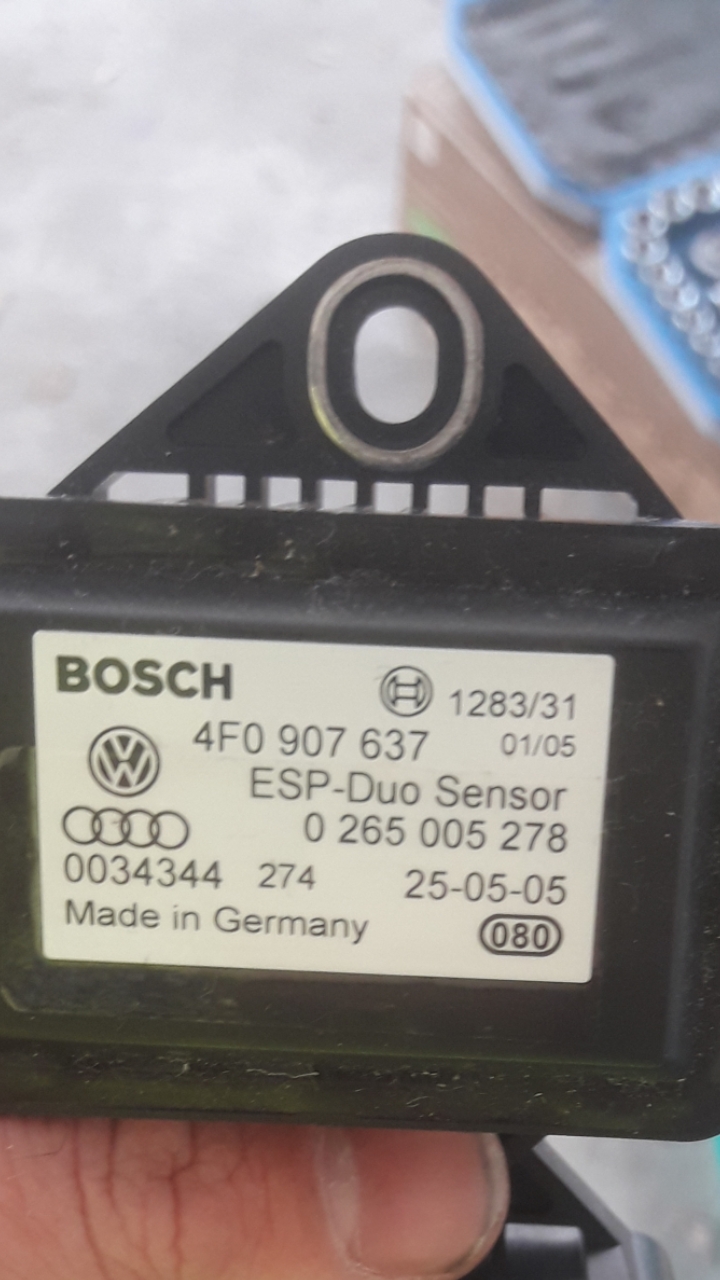 BOSCH 1283/31
4F0 907 637 01/05
ESP-Duo Sensor
0 265 005 278
0034344 274 25-05-05
Made in Germany 080